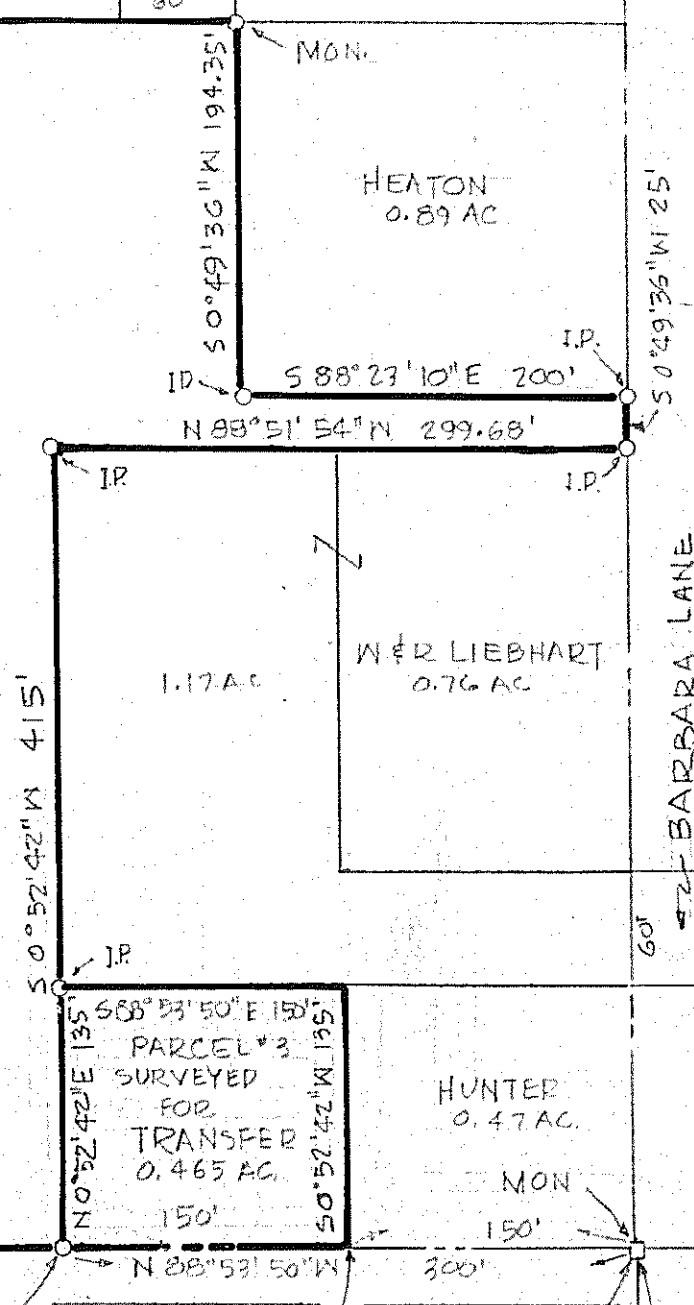 60
MON.
S 0°49'36" W 194.35'
HEATON
0.89 AC
S 0°49'36" W 25'
I.P.
IP
S 88°23'10" E 200'
N 88°51'54" W 299.68'
I.P.
I.P.
W & R LIEBHART
0.76 AC
1.17 AC
BARBARA LANE
S 0°52'42" W 415'
60'
I.P.
S 88°53'50" E 150'
N 0°52'42" E 135'
PARCEL #3
SURVEYED
FOR
TRANSFER
0.465 AC.
150'
S 0°52'42" W 135'
HUNTER
0.47 AC.
MON
150'
N 88°53'50" W
300'